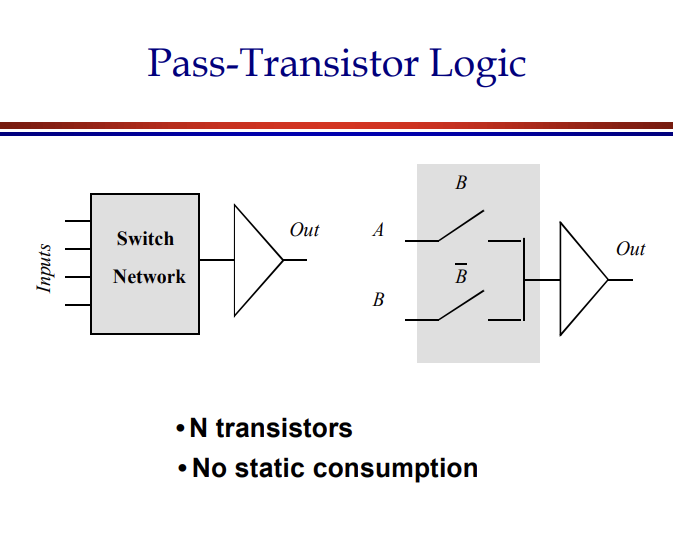 Pass-Transistor Logic
Inputs
Switch
Network
Out
A
B
B
B̅
Out
• N transistors
• No static consumption